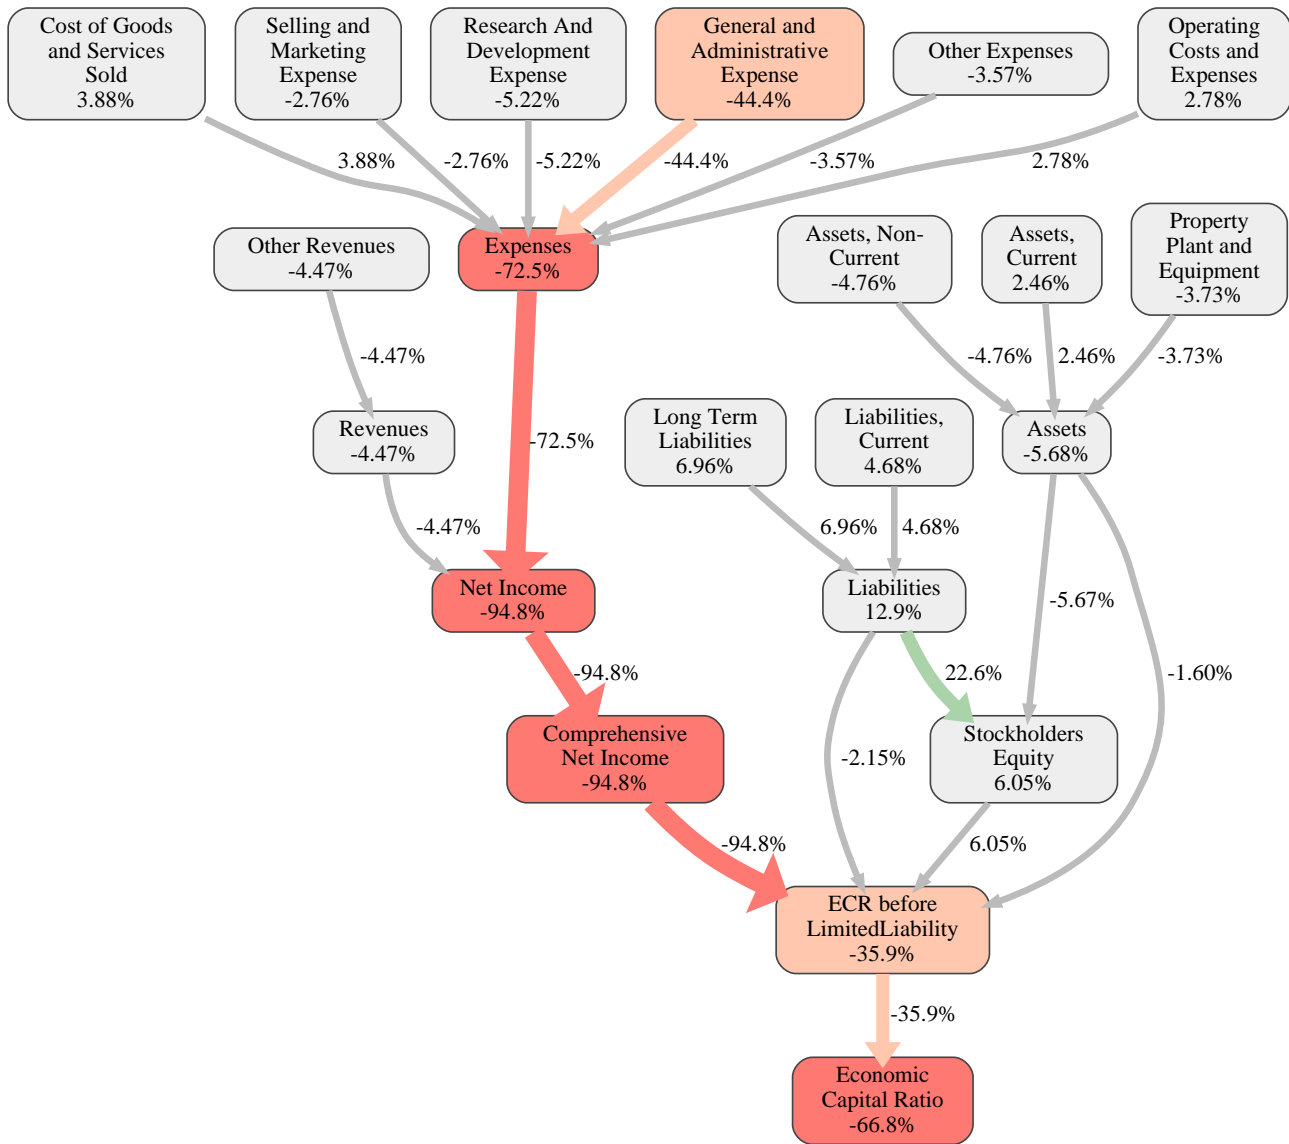 Cost of Goods
and Services
Sold
3.88%
Selling and
Marketing
Expense
-2.76%
Research And
Development
Expense
-5.22%
General and
Administrative
Expense
-44.4%
Other Expenses
-3.57%
Operating
Costs and
Expenses
2.78%
3.88%
-2.76%
-5.22%
-44.4%
-3.57%
2.78%
Other Revenues
-4.47%
Expenses
-72.5%
Assets, Non-
Current
-4.76%
Assets,
Current
2.46%
Property
Plant and
Equipment
-3.73%
-4.47%
-4.76%
2.46%
-3.73%
Revenues
-4.47%
-72.5%
Long Term
Liabilities
6.96%
Liabilities,
Current
4.68%
Assets
-5.68%
-4.47%
6.96%
4.68%
Net Income
-94.8%
Liabilities
12.9%
-5.67%
-94.8%
22.6%
-1.60%
Comprehensive
Net Income
-94.8%
-2.15%
Stockholders
Equity
6.05%
-94.8%
6.05%
ECR before
LimitedLiability
-35.9%
-35.9%
Economic
Capital Ratio
-66.8%